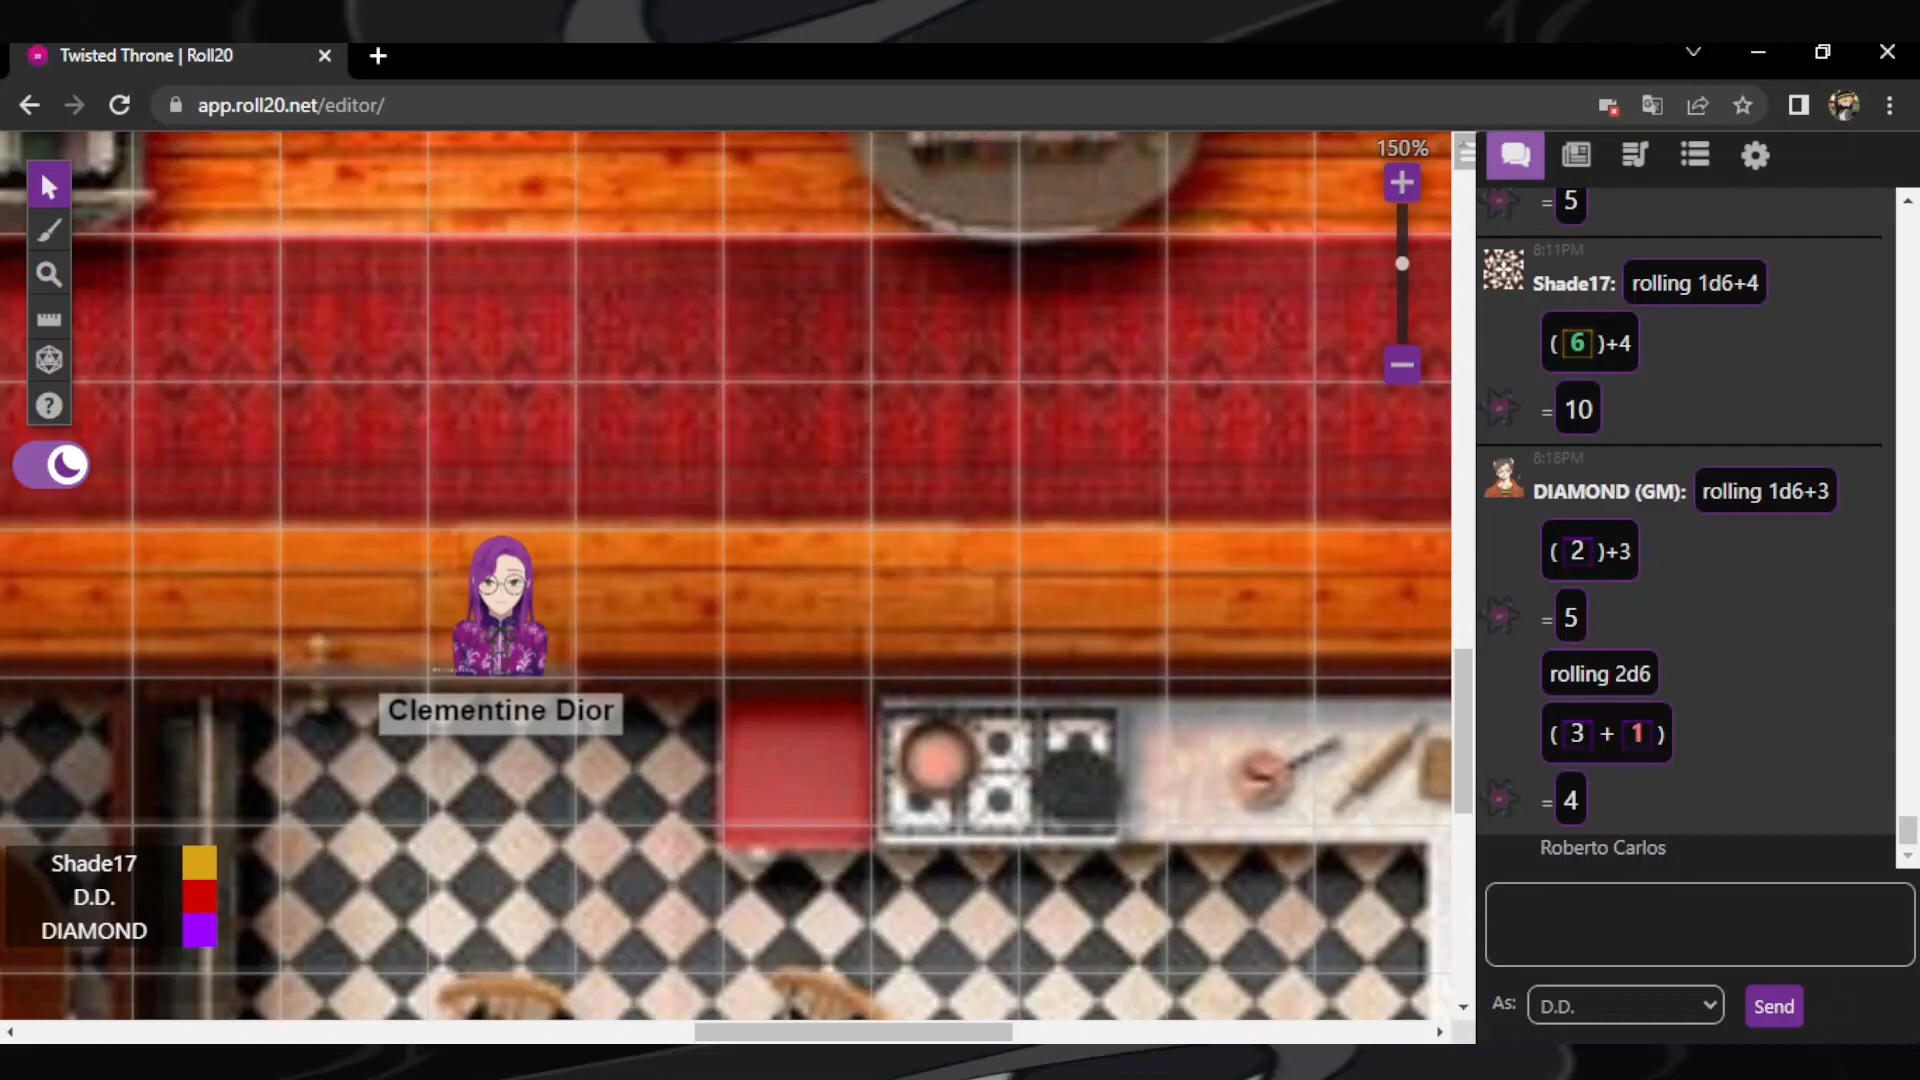 Twisted Throne | Roll20
app.roll20.net/editor/
150%
= 5
8:11PM
Shade17: rolling 1d6+4
( 6 )+4
= 10
8:18PM
DIAMOND (GM): rolling 1d6+3
( 2 )+3
= 5
rolling 2d6
( 3 + 1 )
= 4
Roberto Carlos
Clementine Dior
Shade17
D.D.
DIAMOND
As: D.D. Send